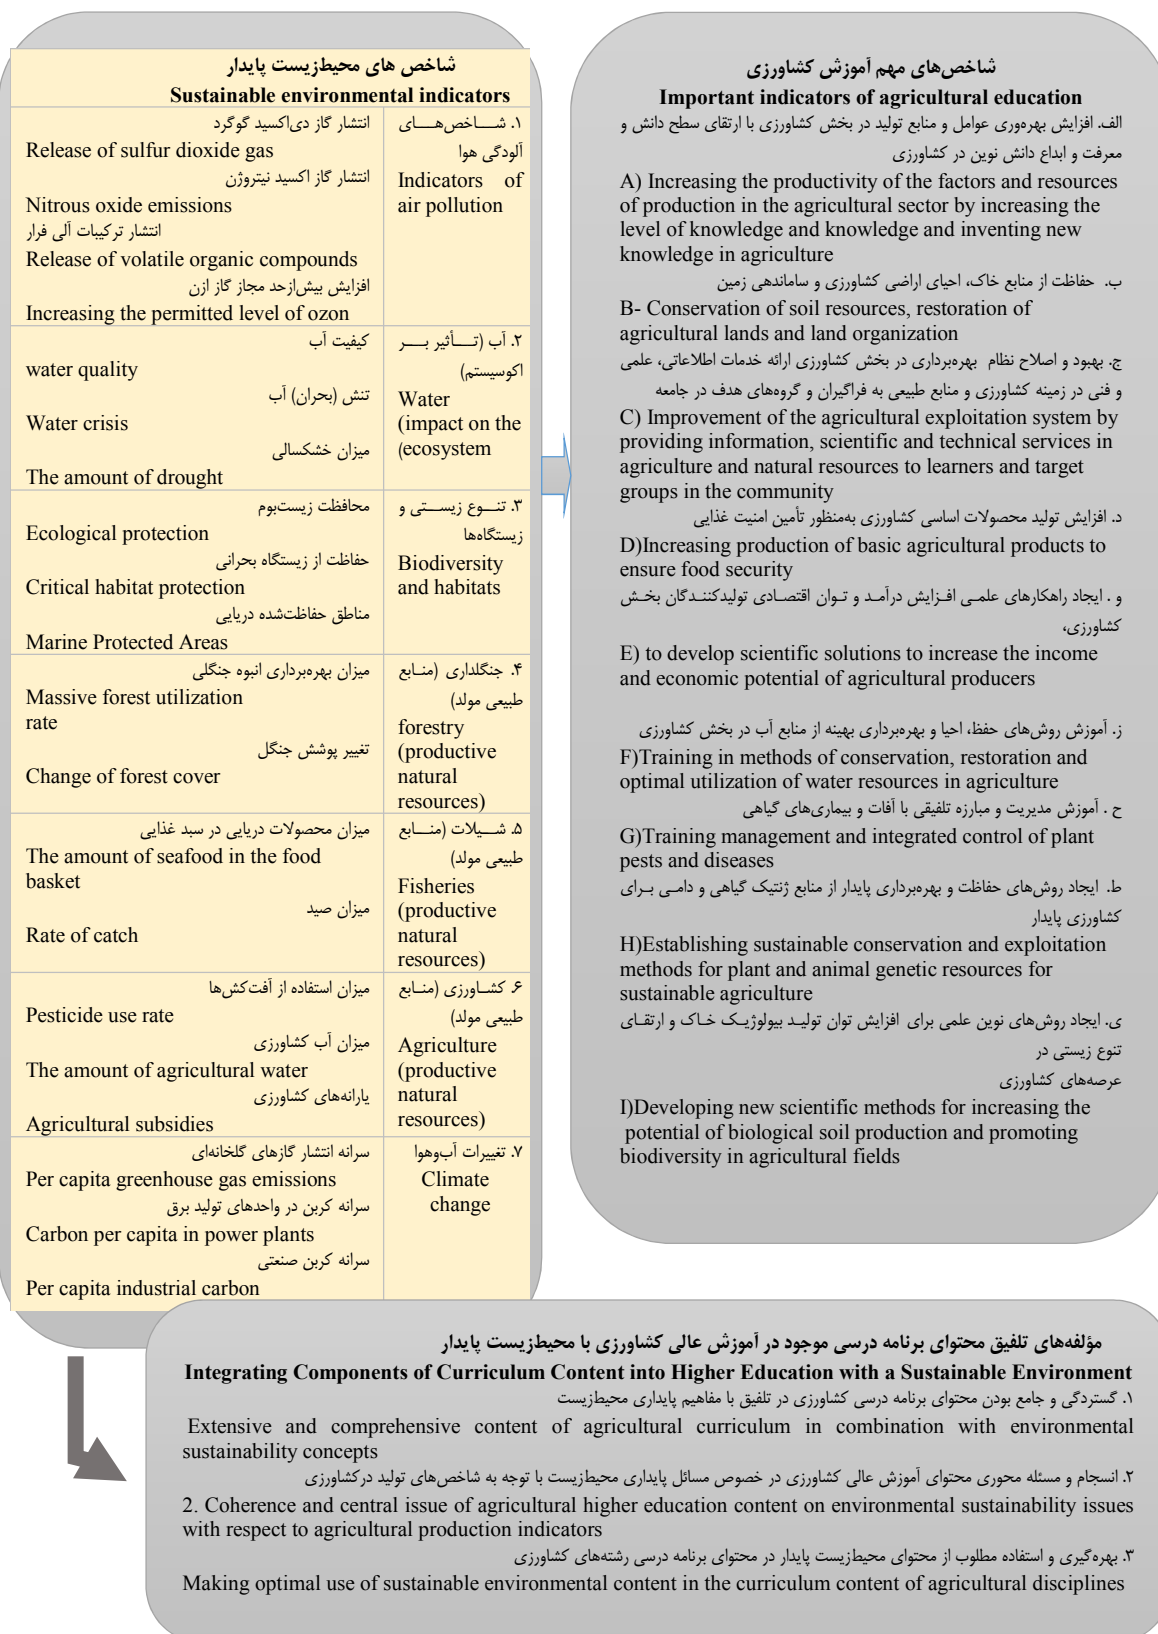 شاخص های محیط‌زیست پایدار
Sustainable environmental indicators
۱. شاخص‌های
آلودگی هوا
Indicators of
air pollution
انتشار گاز دی‌اکسید گوگرد
Release of sulfur dioxide gas
انتشار گاز اکسید نیتروژن
Nitrous oxide emissions
انتشار ترکیبات آلی فرار
Release of volatile organic compounds
افزایش بیش‌ازحد مجاز گاز ازن
Increasing the permitted level of ozon
۲. آب (تأثیر بر
اکوسیستم)
Water
(impact on the
(ecosystem
کیفیت آب
water quality
تنش (بحران) آب
Water crisis
میزان خشکسالی
The amount of drought
۳. تنوع زیستی و
زیستگاه‌ها
Biodiversity
and habitats
محافظت زیست‌بوم
Ecological protection
حفاظت از زیستگاه بحرانی
Critical habitat protection
مناطق حفاظت‌شده دریایی
Marine Protected Areas
۴. جنگلداری (منابع
طبیعی مولد)
forestry
(productive
natural
resources)
میزان بهره‌برداری انبوه جنگلی
Massive forest utilization
rate
تغییر پوشش جنگل
Change of forest cover
۵. شیلات (منابع
طبیعی مولد)
Fisheries
(productive
natural
resources)
میزان محصولات دریایی در سبد غذایی
The amount of seafood in the food
basket
میزان صید
Rate of catch
۶. کشاورزی (منابع
طبیعی مولد)
Agriculture
(productive
natural
resources)
میزان استفاده از آفت‌کش‌ها
Pesticide use rate
میزان آب کشاورزی
The amount of agricultural water
یارانه‌های کشاورزی
Agricultural subsidies
۷. تغییرات آب‌وهوا
Climate
change
سرانه انتشار گازهای گلخانه‌ای
Per capita greenhouse gas emissions
سرانه کربن در واحدهای تولید برق
Carbon per capita in power plants
سرانه کربن صنعتی
Per capita industrial carbon
شاخص‌های مهم آموزش کشاورزی
Important indicators of agricultural education
الف. افزایش بهره‌وری عوامل و منابع تولید در بخش کشاورزی با ارتقای سطح دانش و
معرفت و ابداع دانش نوین در کشاورزی
A) Increasing the productivity of the factors and resources
of production in the agricultural sector by increasing the
level of knowledge and knowledge and inventing new
knowledge in agriculture
ب. حفاظت از منابع خاک، احیای اراضی کشاورزی و ساماندهی زمین
B- Conservation of soil resources, restoration of
agricultural lands and land organization
ج. بهبود و اصلاح نظام بهره‌برداری در بخش کشاورزی ارائه خدمات اطلاعاتی، علمی
و فنی در زمینه کشاورزی و منابع طبیعی به فراگیران و گروه‌های هدف در جامعه
C) Improvement of the agricultural exploitation system by
providing information, scientific and technical services in
agriculture and natural resources to learners and target
groups in the community
د. افزایش تولید محصولات اساسی کشاورزی به‌منظور تأمین امنیت غذایی
D)Increasing production of basic agricultural products to
ensure food security
و . ایجاد راهکارهای علمی افزایش درآمد و توان اقتصادی تولیدکنندگان بخش
کشاورزی،
E) to develop scientific solutions to increase the income
and economic potential of agricultural producers
ز. آموزش روش‌های حفظ، احیا و بهره‌برداری بهینه از منابع آب در بخش کشاورزی
F)Training in methods of conservation, restoration and
optimal utilization of water resources in agriculture
ح . آموزش مدیریت و مبارزه تلفیقی با آفات و بیماری‌های گیاهی
G)Training management and integrated control of plant
pests and diseases
ط. ایجاد روش‌های حفاظت و بهره‌برداری پایدار از منابع ژنتیک گیاهی و دامی برای
کشاورزی پایدار
H)Establishing sustainable conservation and exploitation
methods for plant and animal genetic resources for
sustainable agriculture
ی. ایجاد روش‌های نوین علمی برای افزایش توان تولید بیولوژیک خاک و ارتقای
تنوع زیستی در
عرصه‌های کشاورزی
I)Developing new scientific methods for increasing the
potential of biological soil production and promoting
biodiversity in agricultural fields
مؤلفه‌های تلفیق محتوای برنامه درسی موجود در آموزش عالی کشاورزی با محیط‌زیست پایدار
Integrating Components of Curriculum Content into Higher Education with a Sustainable Environment
۱. گستردگی و جامع بودن محتوای برنامه درسی کشاورزی در تلفیق با مفاهیم پایداری محیط‌زیست
Extensive and comprehensive content of agricultural curriculum in combination with environmental
sustainability concepts
۲. انسجام و مسئله محوری محتوای آموزش عالی کشاورزی در خصوص مسائل پایداری محیط‌زیست با توجه به شاخص‌های تولید درکشاورزی
2. Coherence and central issue of agricultural higher education content on environmental sustainability issues
with respect to agricultural production indicators
۳. بهره‌گیری و استفاده مطلوب از محتوای محیط‌زیست پایدار در محتوای برنامه درسی رشته‌های کشاورزی
Making optimal use of sustainable environmental content in the curriculum content of agricultural disciplines